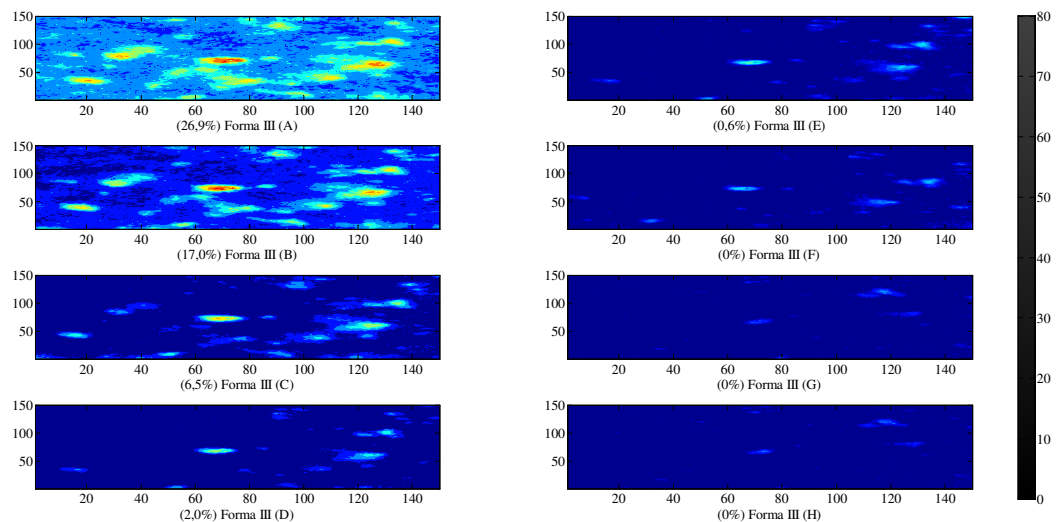 150
100
50
20 40 60 80 100 120 140
(26,9%) Forma III (A)
150
100
50
20 40 60 80 100 120 140
(17,0%) Forma III (B)
150
100
50
20 40 60 80 100 120 140
(6,5%) Forma III (C)
150
100
50
20 40 60 80 100 120 140
(2,0%) Forma III (D)
150
100
50
20 40 60 80 100 120 140
(0,6%) Forma III (E)
150
100
50
20 40 60 80 100 120 140
(0%) Forma III (F)
150
100
50
20 40 60 80 100 120 140
(0%) Forma III (G)
150
100
50
20 40 60 80 100 120 140
(0%) Forma III (H)
80
70
60
50
40
30
20
10
0